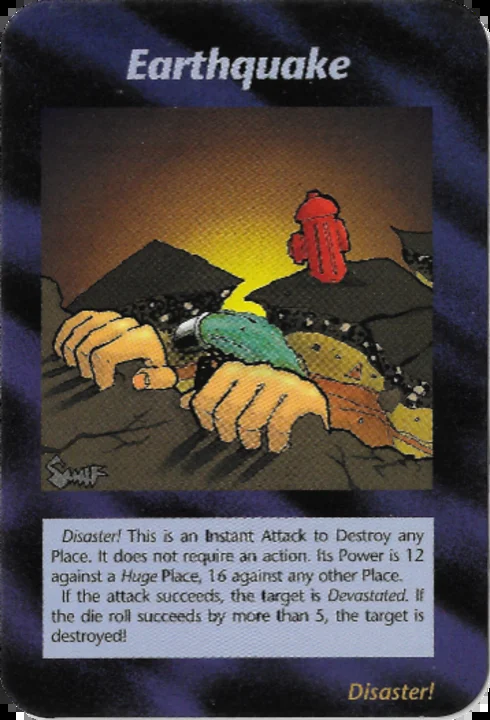 Earthquake
SMIF
Disaster! This is an Instant Attack to Destroy any
Place. It does not require an action. Its Power is 12
against a Huge Place, 16 against any other Place.
If the attack succeeds, the target is Devastated. If
the die roll succeeds by more than 5, the target is
destroyed!
Disaster!